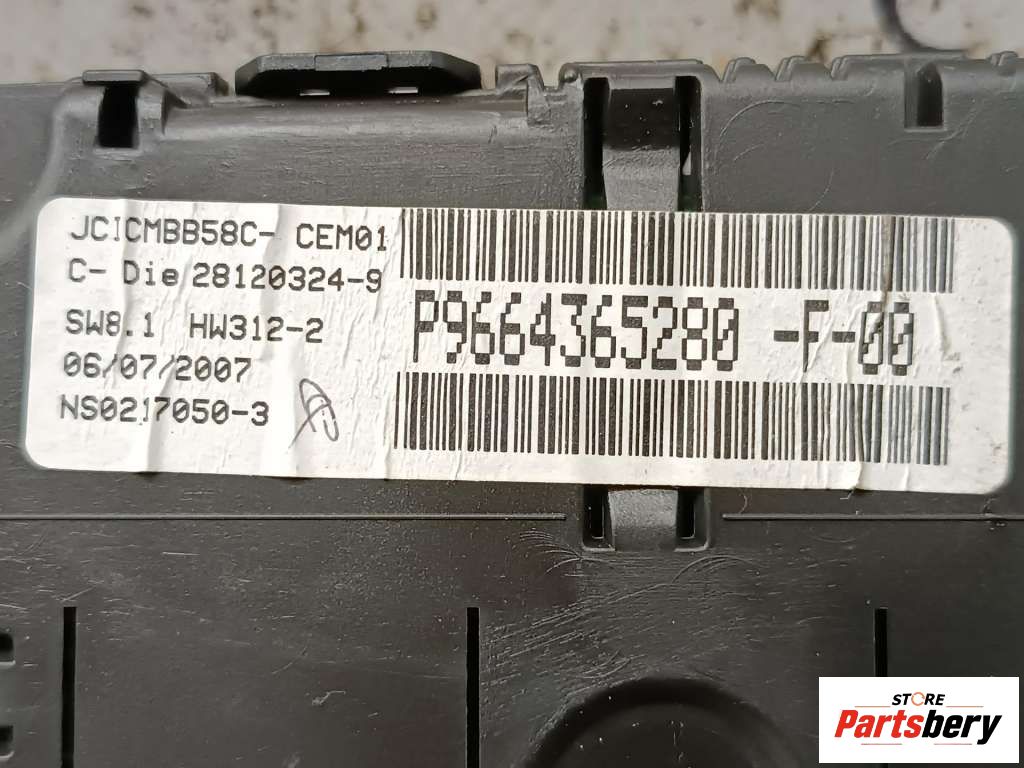 JCICMBB58C- CEM01
C- Die 28120324-9
SW8.1 HW312-2
06/07/2007
NS0217050-3
P9664365280 -F-00
STORE
Partsbery